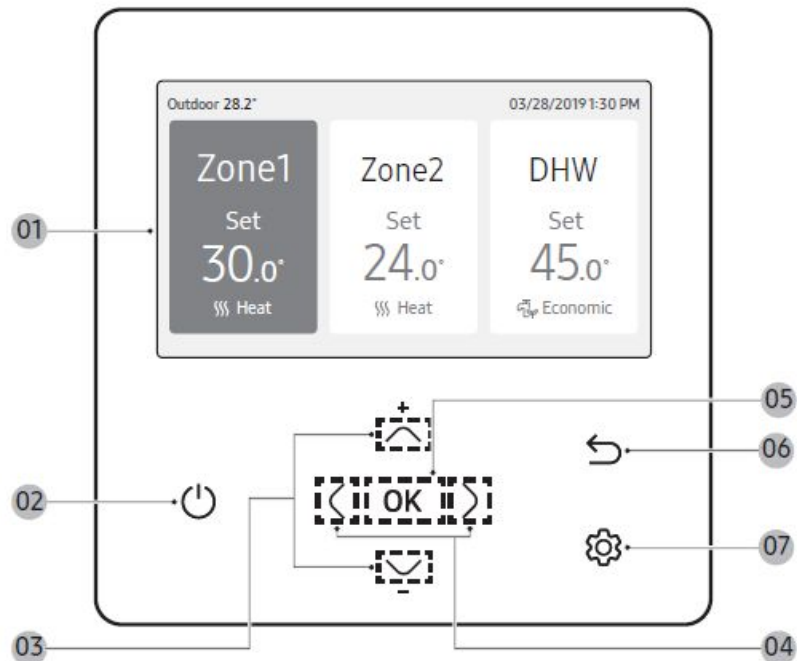 Outdoor 28.2°
03/28/2019 1:30 PM
Zone1
Set
30.0°
Heat
Zone2
Set
24.0°
Heat
DHW
Set
45.0°
Economic
01
02
03
04
05
06
07
+
OK
−